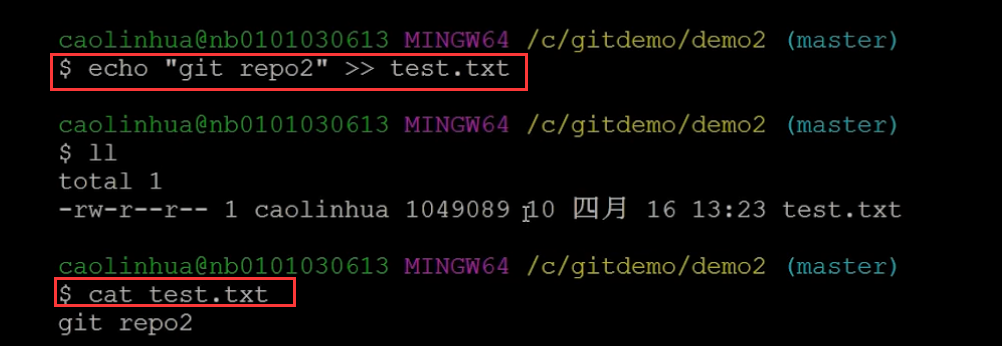 caolinhua@nb0101030613 MINGW64 /c/gitdemo/demo2 (master)
$ echo "git repo2" >> test.txt
caolinhua@nb0101030613 MINGW64 /c/gitdemo/demo2 (master)
$ ll
total 1
-rw-r--r-- 1 caolinhua 1049089 10 四月 16 13:23 test.txt
caolinhua@nb0101030613 MINGW64 /c/gitdemo/demo2 (master)
$ cat test.txt
git repo2